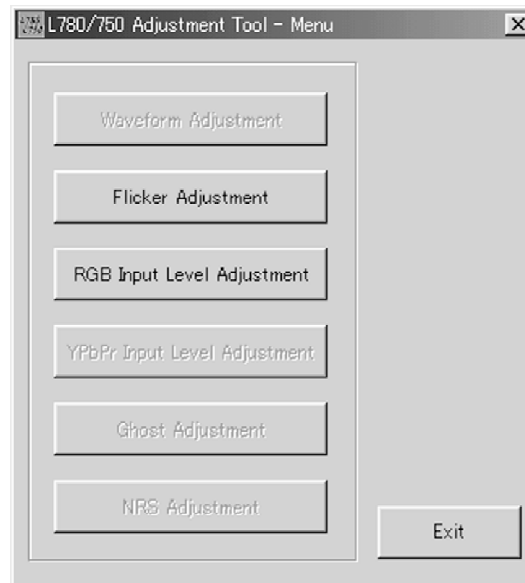 L780/750 Adjustment Tool - Menu
Waveform Adjustment
Flicker Adjustment
RGB Input Level Adjustment
YPbPr Input Level Adjustment
Ghost Adjustment
NRS Adjustment
Exit